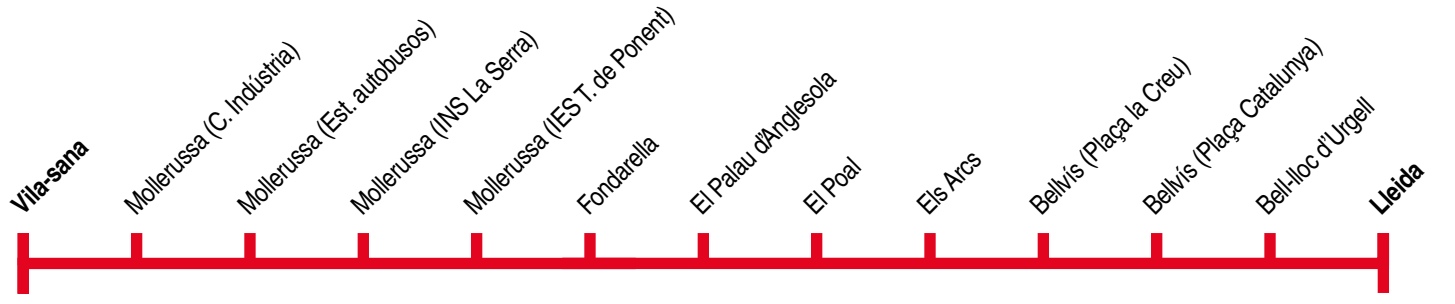 Vila-sana
Mollerussa (C. Indústria)
Mollerussa (Est. autobusos)
Mollerussa (INS La Serra)
Mollerussa (IES T. de Ponent)
Fondarella
El Palau d'Anglesola
El Poal
Els Arcs
Bellvís (Plaça la Creu)
Bellvís (Plaça Catalunya)
Bell-lloc d'Urgell
Lleida